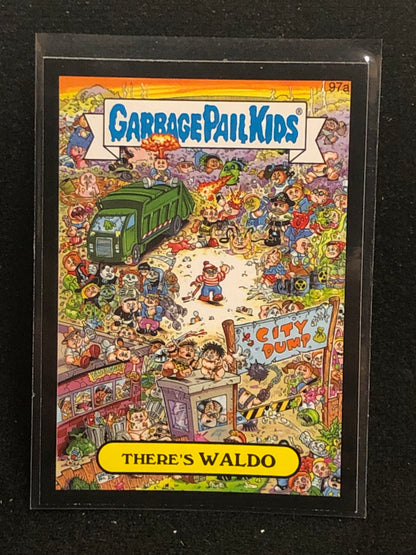 97a
GARBAGE PAIL KIDS®
CITY
DUMP
THERE'S WALDO